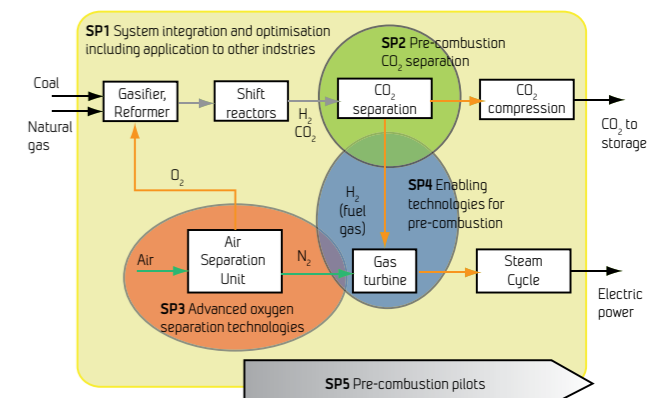 SP1 System integration and optimisation
including application to other indstries
SP2 Pre-combustion
CO₂ separation
Coal
Natural
gas
Gasifier,
Reformer
Shift
reactors
H₂
CO₂
CO₂
separation
CO₂
compression
CO₂ to
storage
O₂
H₂
(fuel
gas)
SP4 Enabling
technologies for
pre-combustion
Air
Air
Separation
Unit
N₂
Gas
turbine
Steam
Cycle
Electric
power
SP3 Advanced oxygen
separation technologies
SP5 Pre-combustion pilots